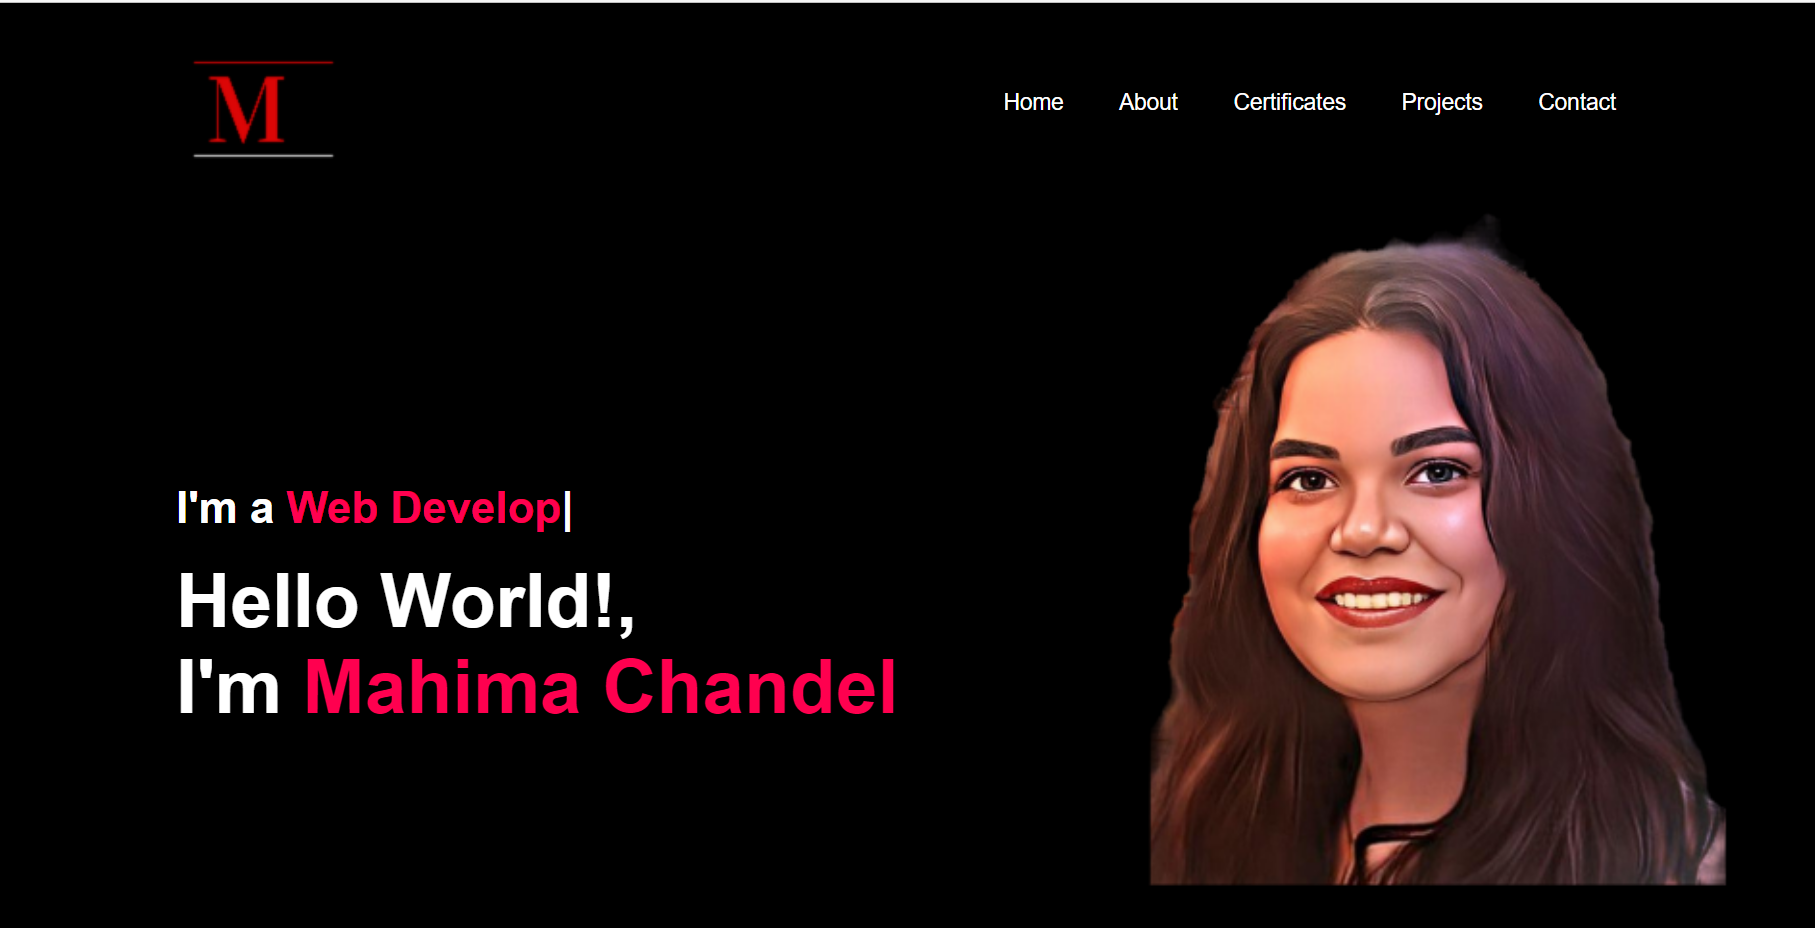 M
Home About Certificates Projects Contact
I'm a Web Develop|
Hello World!,
I'm Mahima Chandel